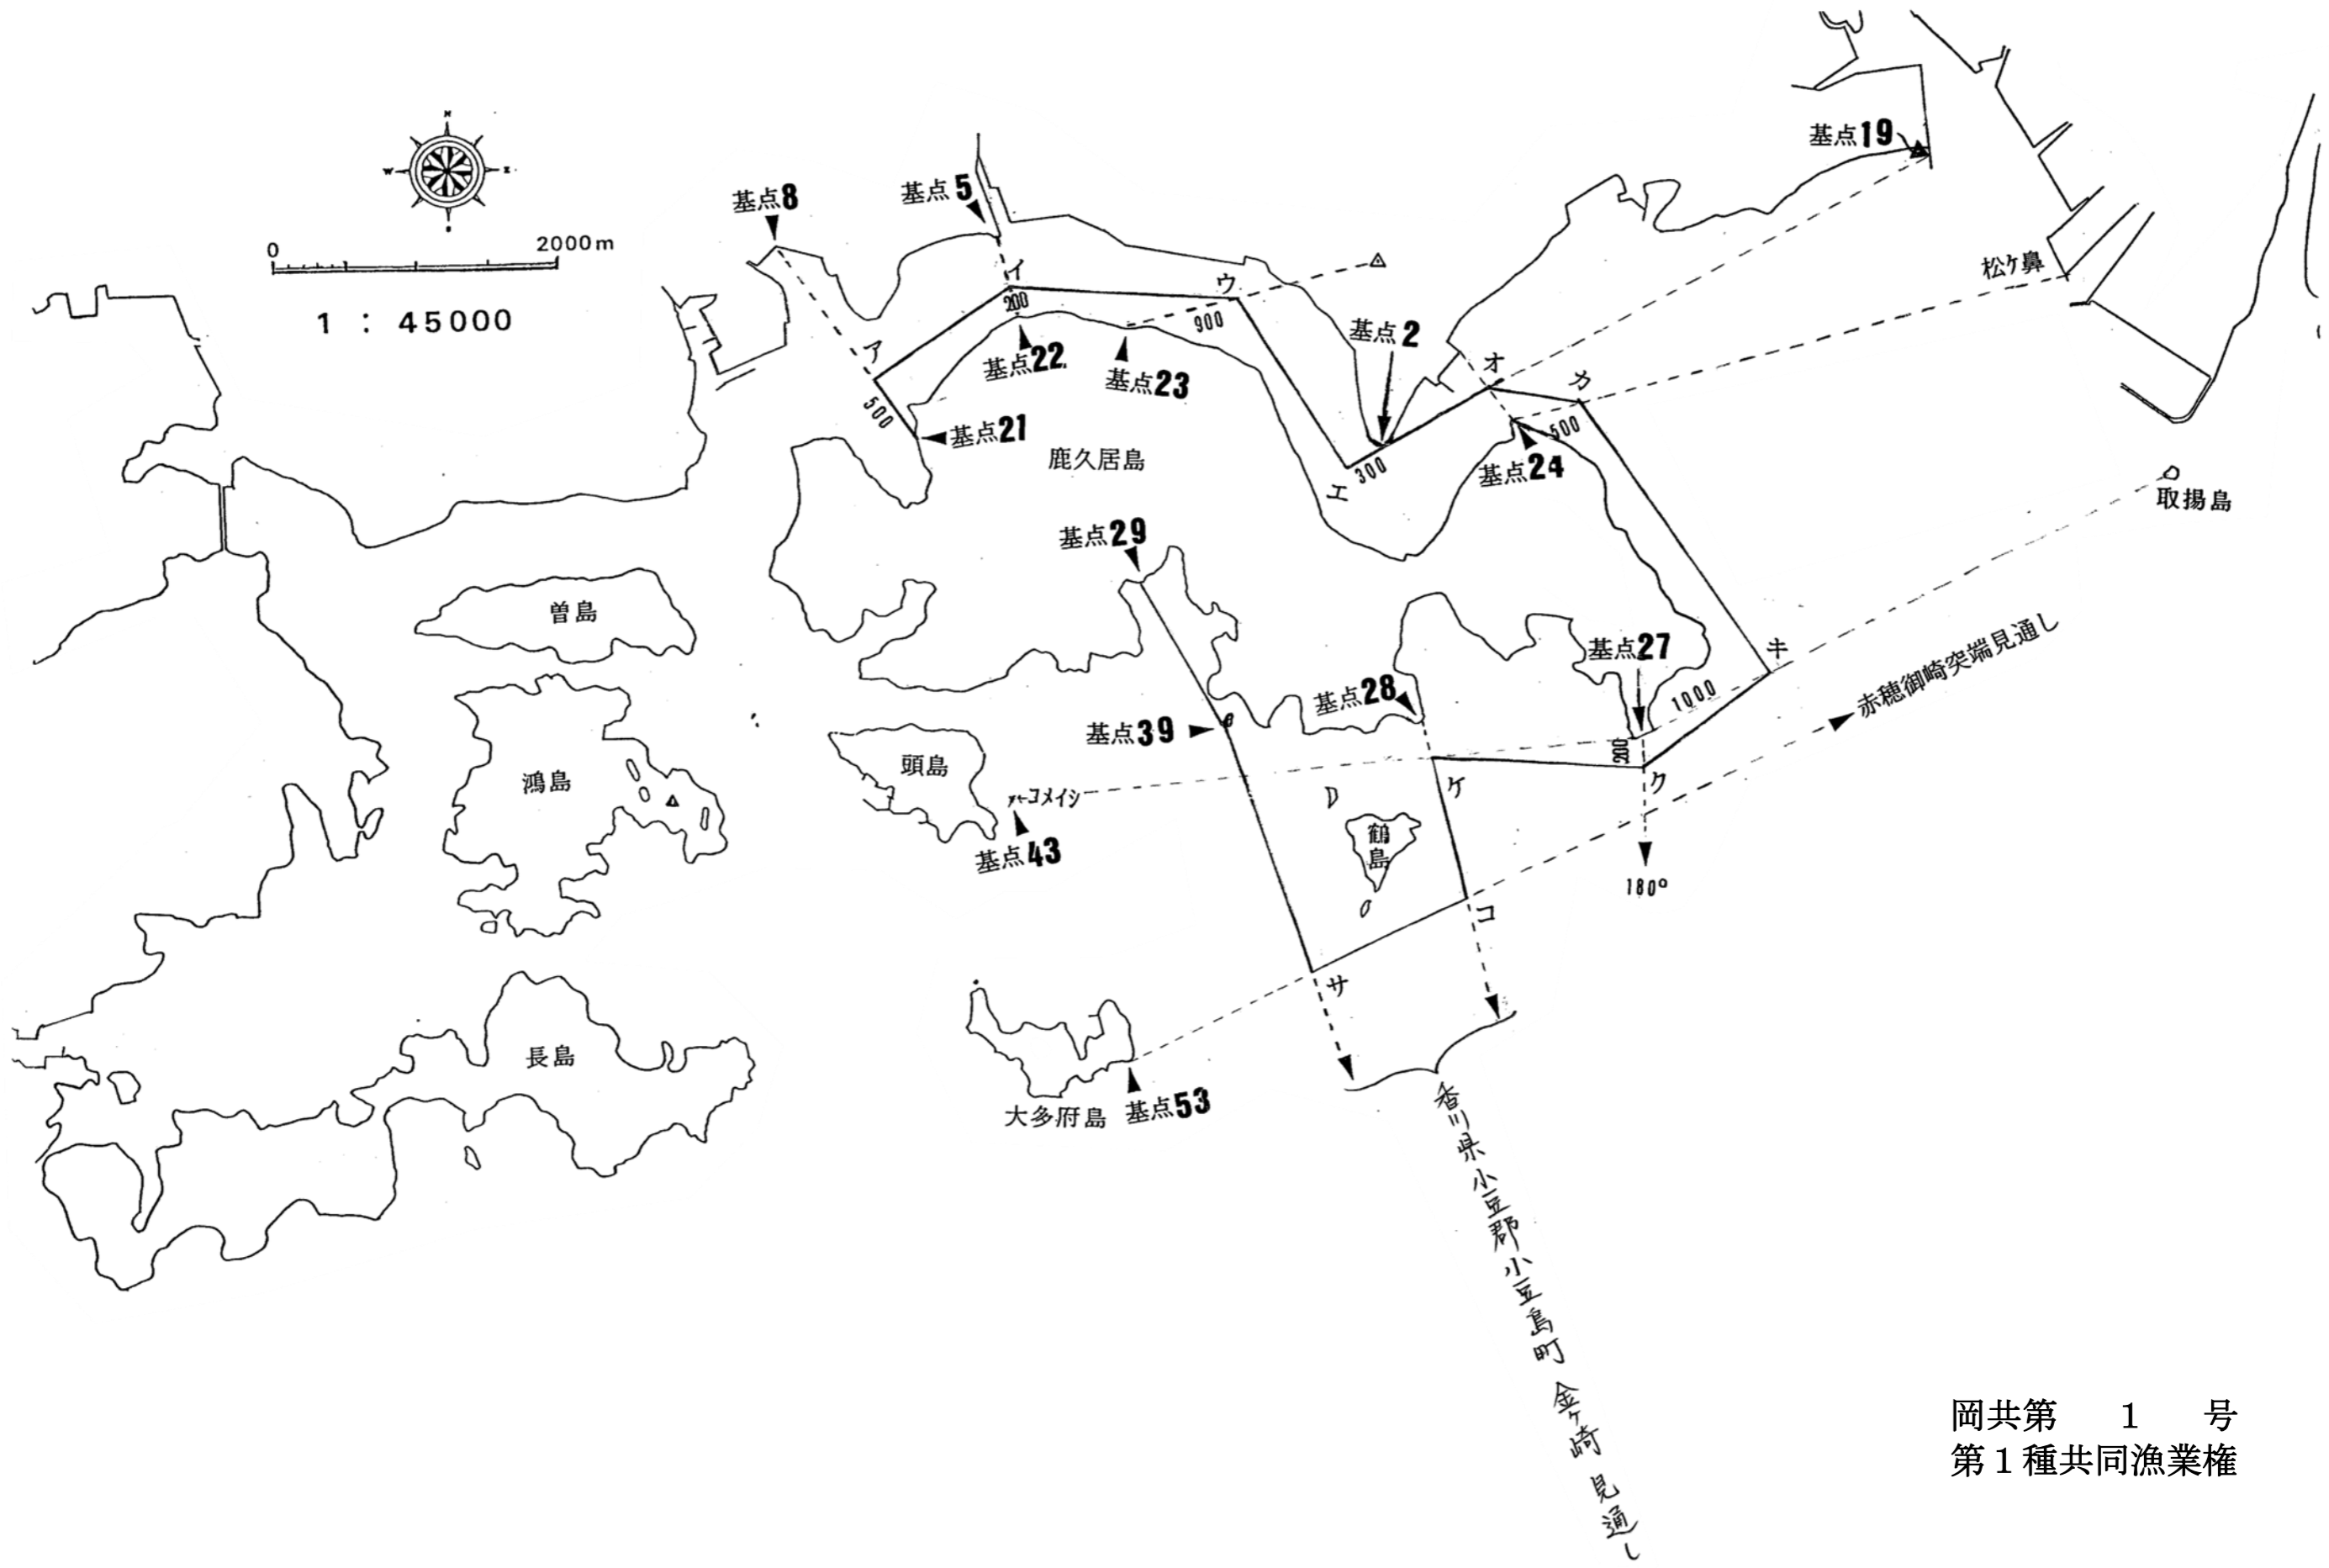 N
W
E
S
0
2000m
1 : 45000
基点8
基点5
基点19
松ケ鼻
イ
ウ
200
900
基点2
ア
500
基点22
基点23
オ
カ
500
基点21
鹿久居島
エ
300
基点24
取揚島
基点29
曽島
基点27
キ
1000
赤穂御崎突端見通し
基点28
基点39
200
ク
鴻島
頭島
コメイシ
ケ
基点43
鶴島
180°
コ
サ
長島
大多府島
基点53
香川県小豆郡小豆島町 金ヶ崎 見通し
岡共第 1 号
第1種共同漁業権